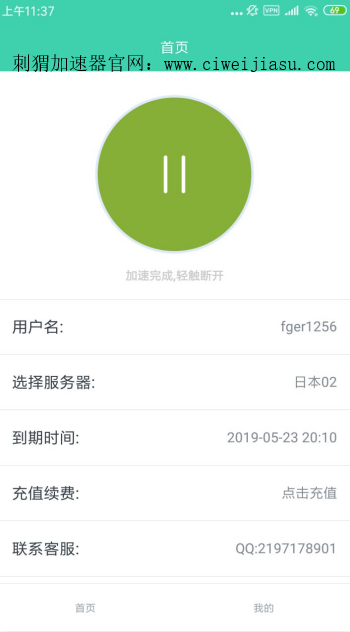 上午11:37
VPN
69
首页
刺猬加速器官网：www.ciweijiasu.com
加速完成,轻触断开
用户名:
fger1256
选择服务器:
日本02
到期时间:
2019-05-23 20:10
充值续费:
点击充值
联系客服:
QQ:2197178901
首页
我的